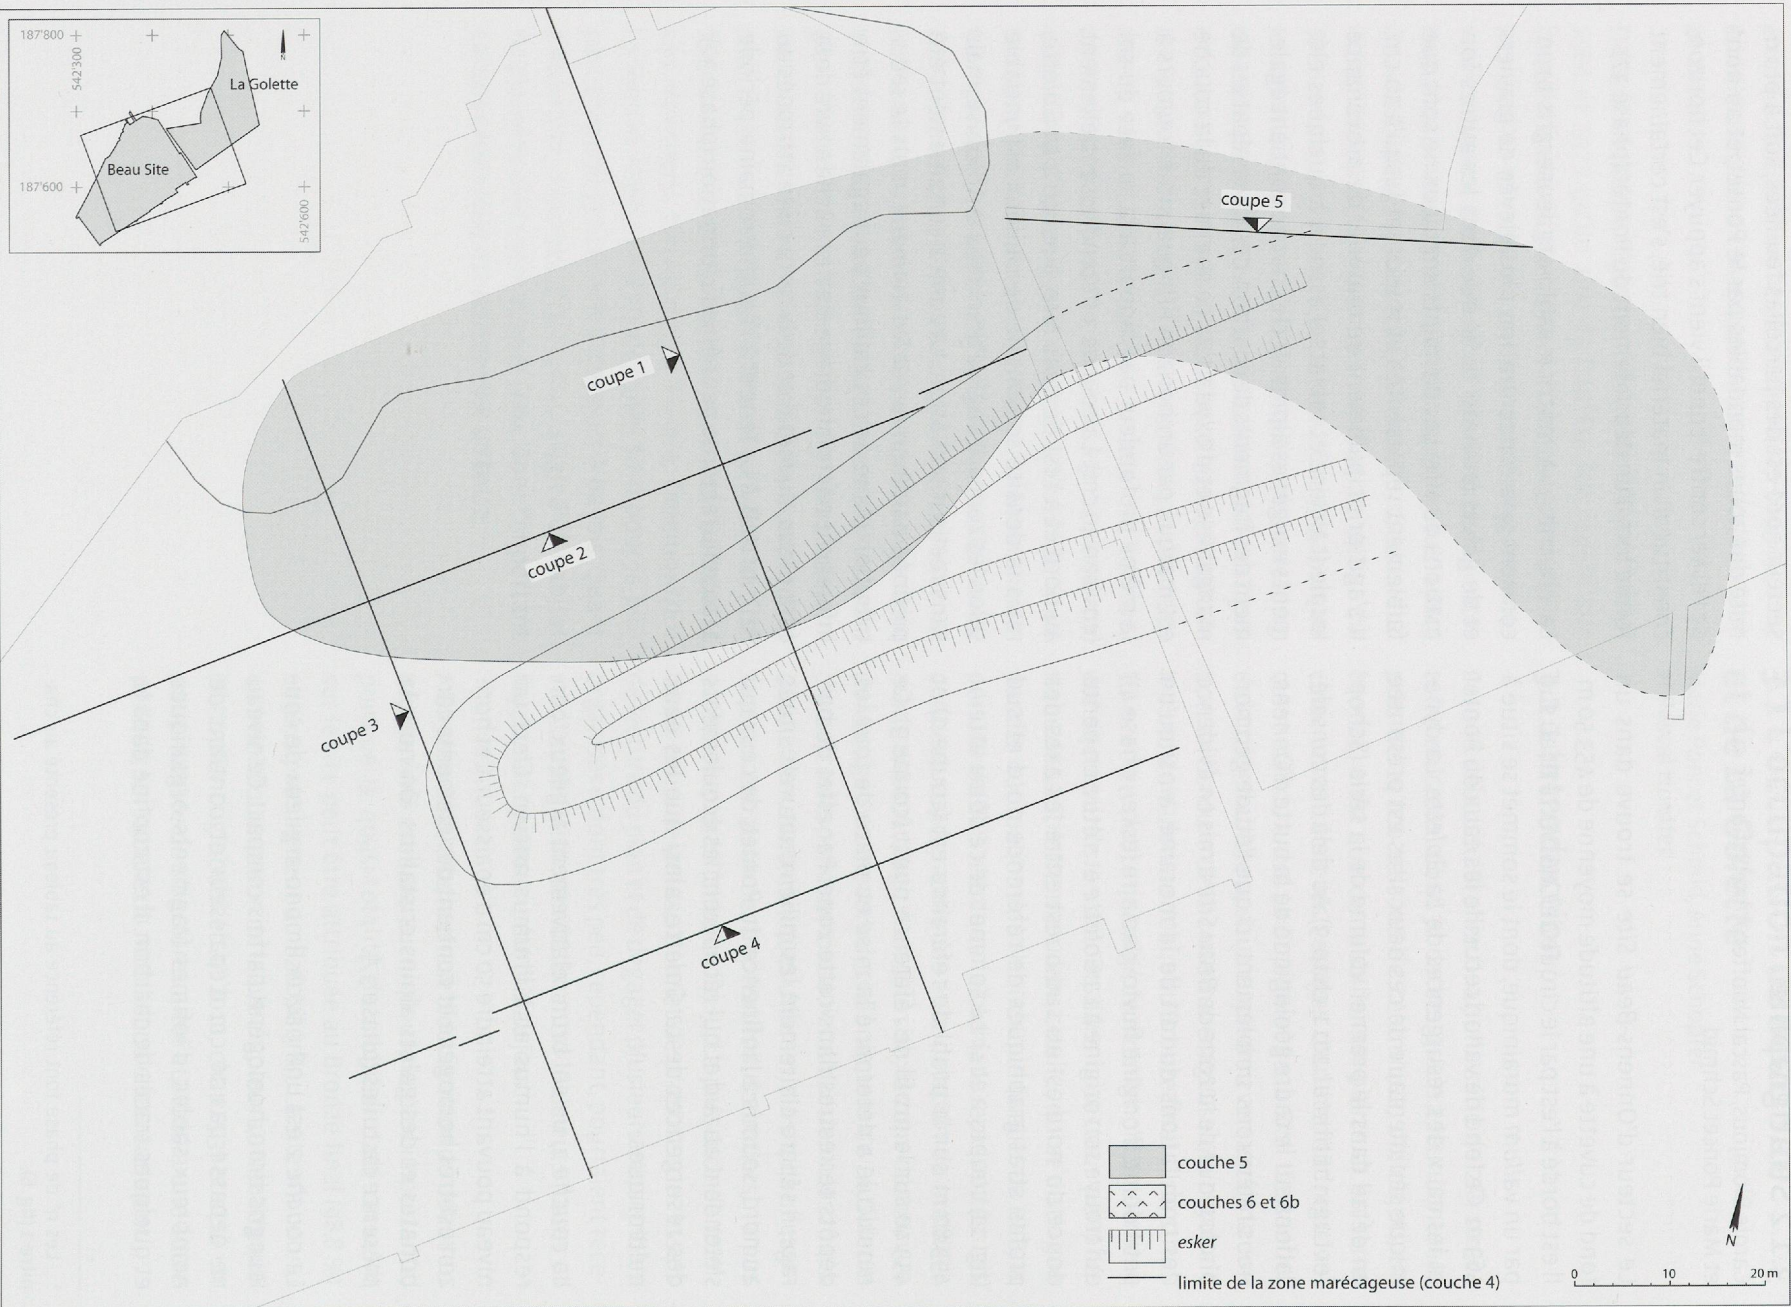 187'800
542'300
N
La Golette
Beau Site
187'600
542'600
coupe 5
coupe 1
coupe 2
coupe 3
coupe 4
couche 5
couches 6 et 6b
esker
limite de la zone marécageuse (couche 4)
N
0 10 20 m